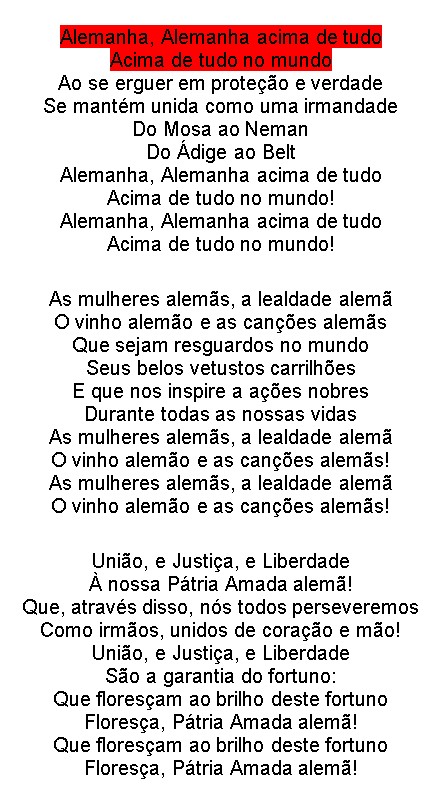 Alemanha, Alemanha acima de tudo
Acima de tudo no mundo
Ao se erguer em proteção e verdade
Se mantém unida como uma irmandade
Do Mosa ao Neman
Do Ádige ao Belt
Alemanha, Alemanha acima de tudo
Acima de tudo no mundo!
Alemanha, Alemanha acima de tudo
Acima de tudo no mundo!
As mulheres alemãs, a lealdade alemã
O vinho alemão e as canções alemãs
Que sejam resguardos no mundo
Seus belos vetustos carrilhões
E que nos inspire a ações nobres
Durante todas as nossas vidas
As mulheres alemãs, a lealdade alemã
O vinho alemão e as canções alemãs!
As mulheres alemãs, a lealdade alemã
O vinho alemão e as canções alemãs!
União, e Justiça, e Liberdade
À nossa Pátria Amada alemã!
Que, através disso, nós todos perseveremos
Como irmãos, unidos de coração e mão!
União, e Justiça, e Liberdade
São a garantia do fortuno:
Que floresçam ao brilho deste fortuno
Floresça, Pátria Amada alemã!
Que floresçam ao brilho deste fortuno
Floresça, Pátria Amada alemã!